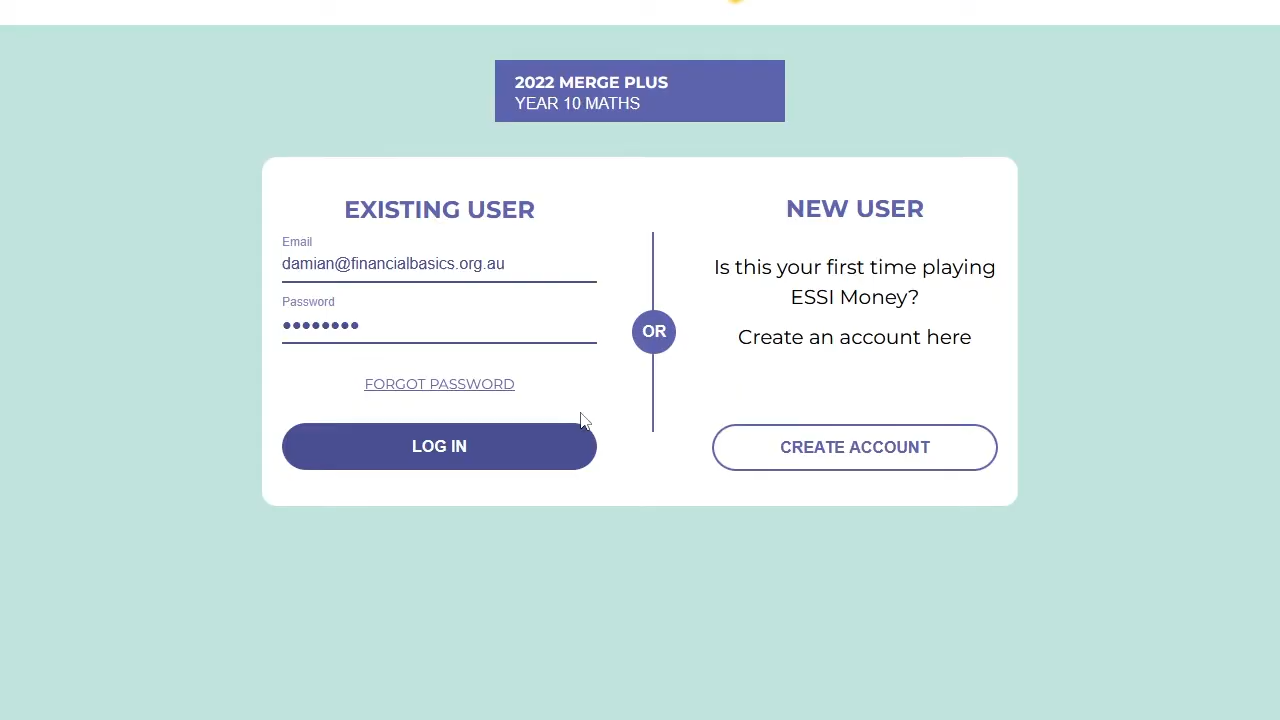 2022 MERGE PLUS
YEAR 10 MATHS
EXISTING USER
Email
damian@financialbasics.org.au
Password
FORGOT PASSWORD
LOG IN
OR
NEW USER
Is this your first time playing
ESSI Money?
Create an account here
CREATE ACCOUNT